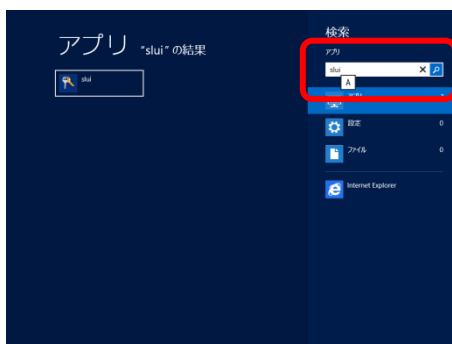 アプリ "slui" の結果
slui
検索
アプリ
slui
A
設定 0
ファイル 0
Internet Explorer